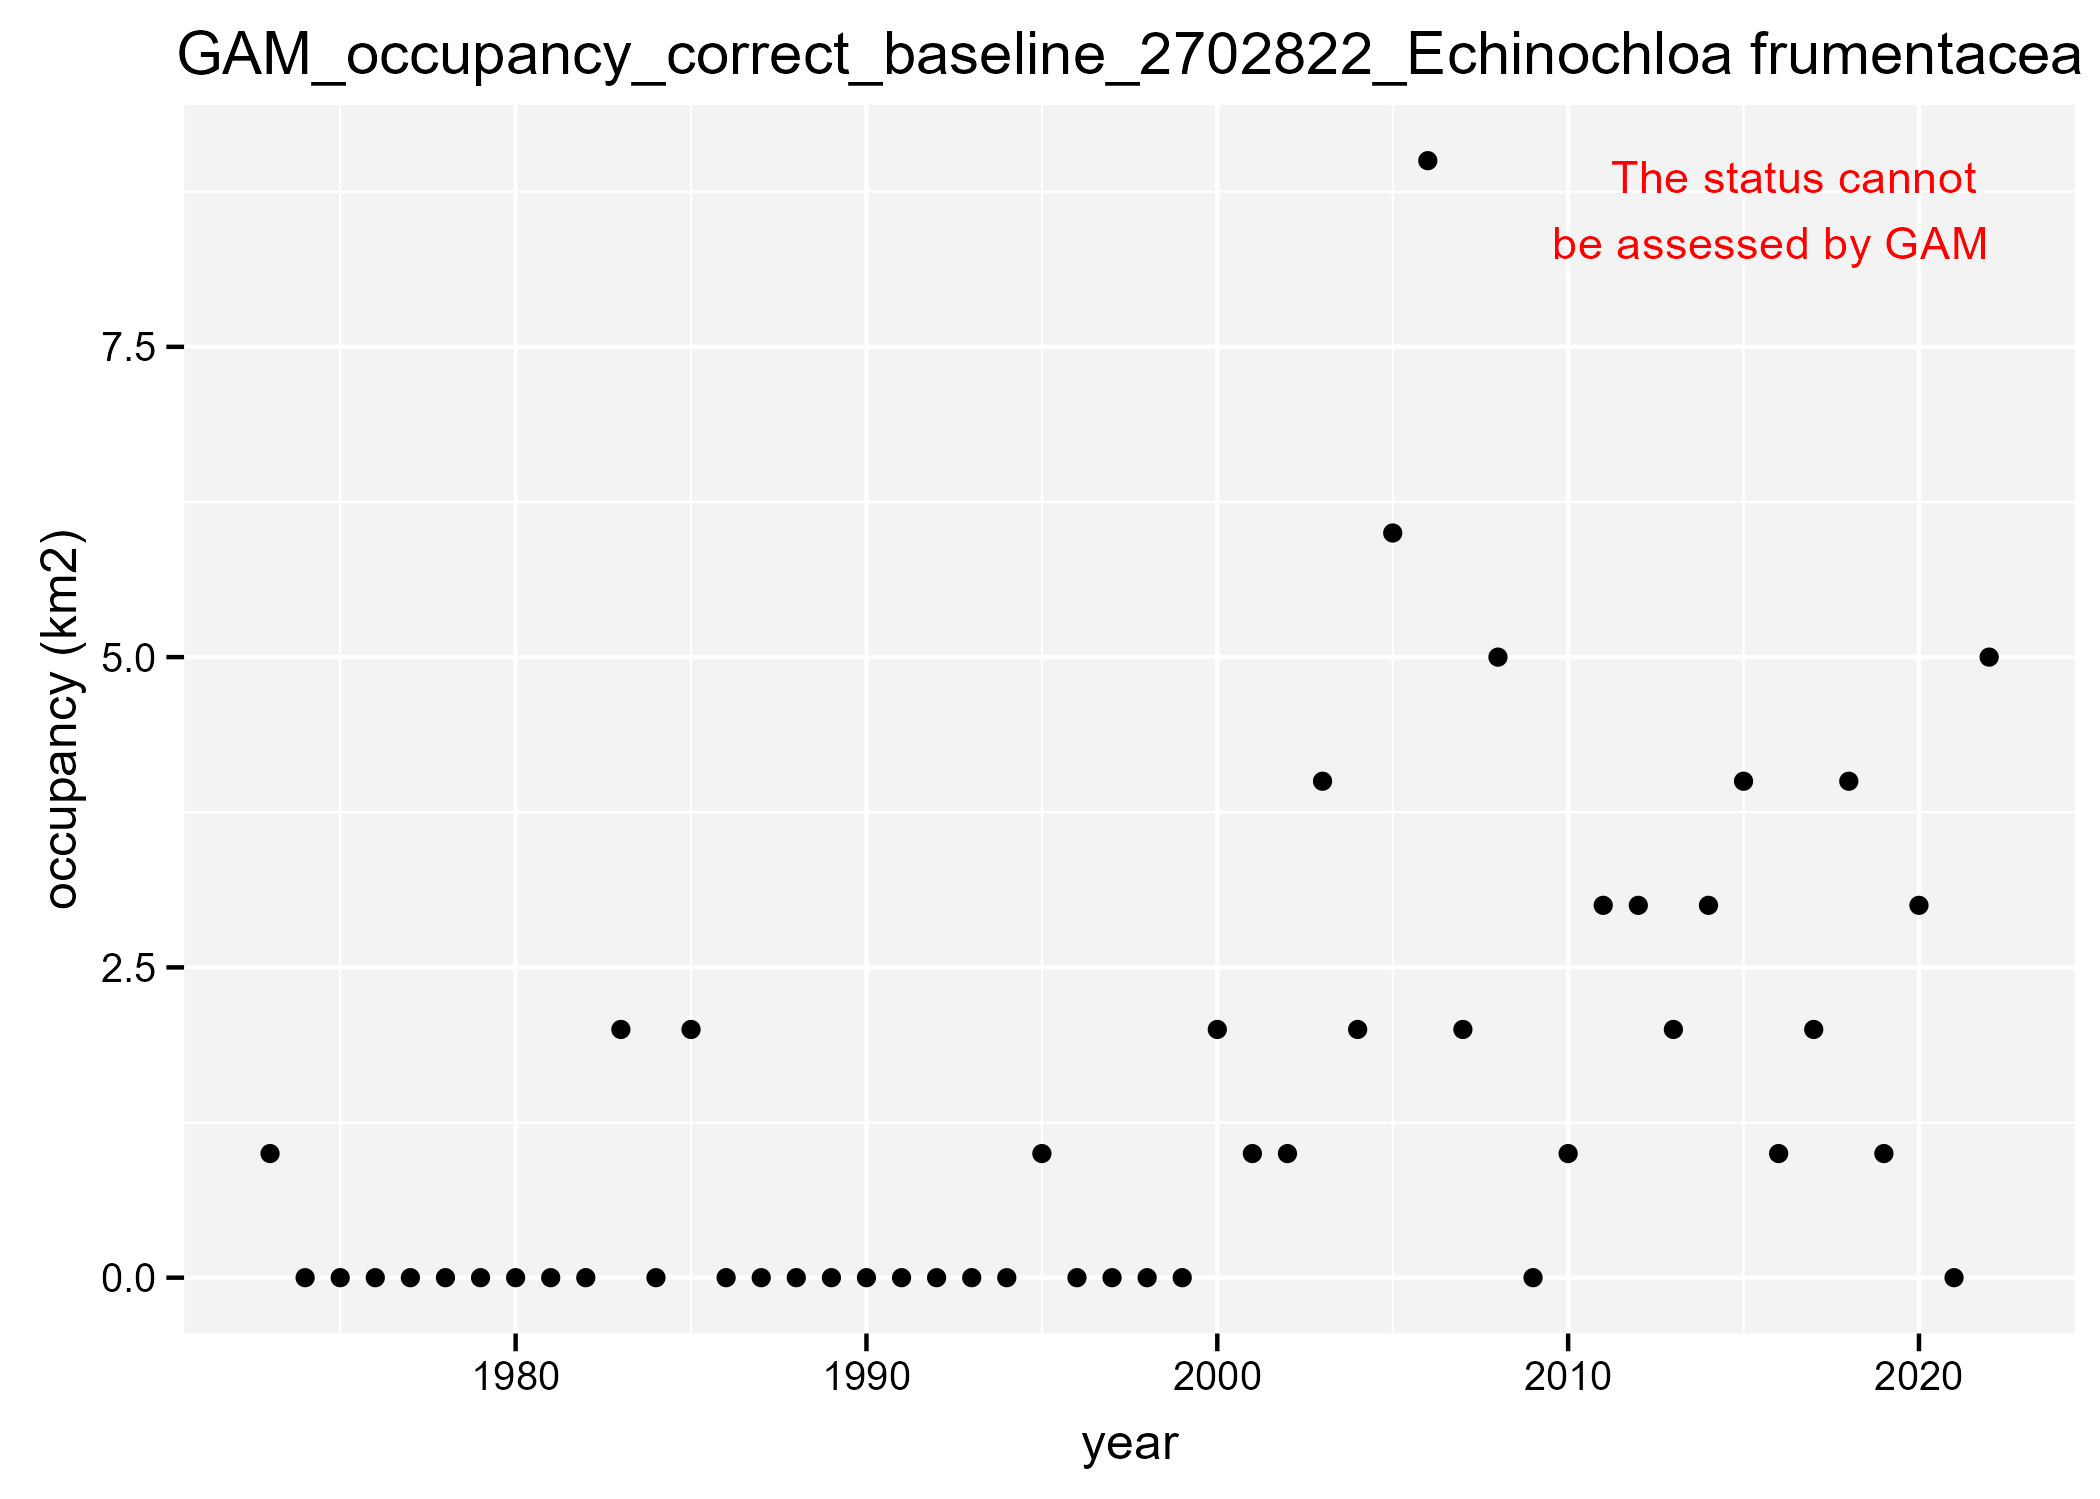 GAM_occupancy_correct_baseline_2702822_Echinochloa frumentacea
The status cannot
be assessed by GAM
7.5
5.0
2.5
0.0
occupancy (km2)
1980 1990 2000 2010 2020
year